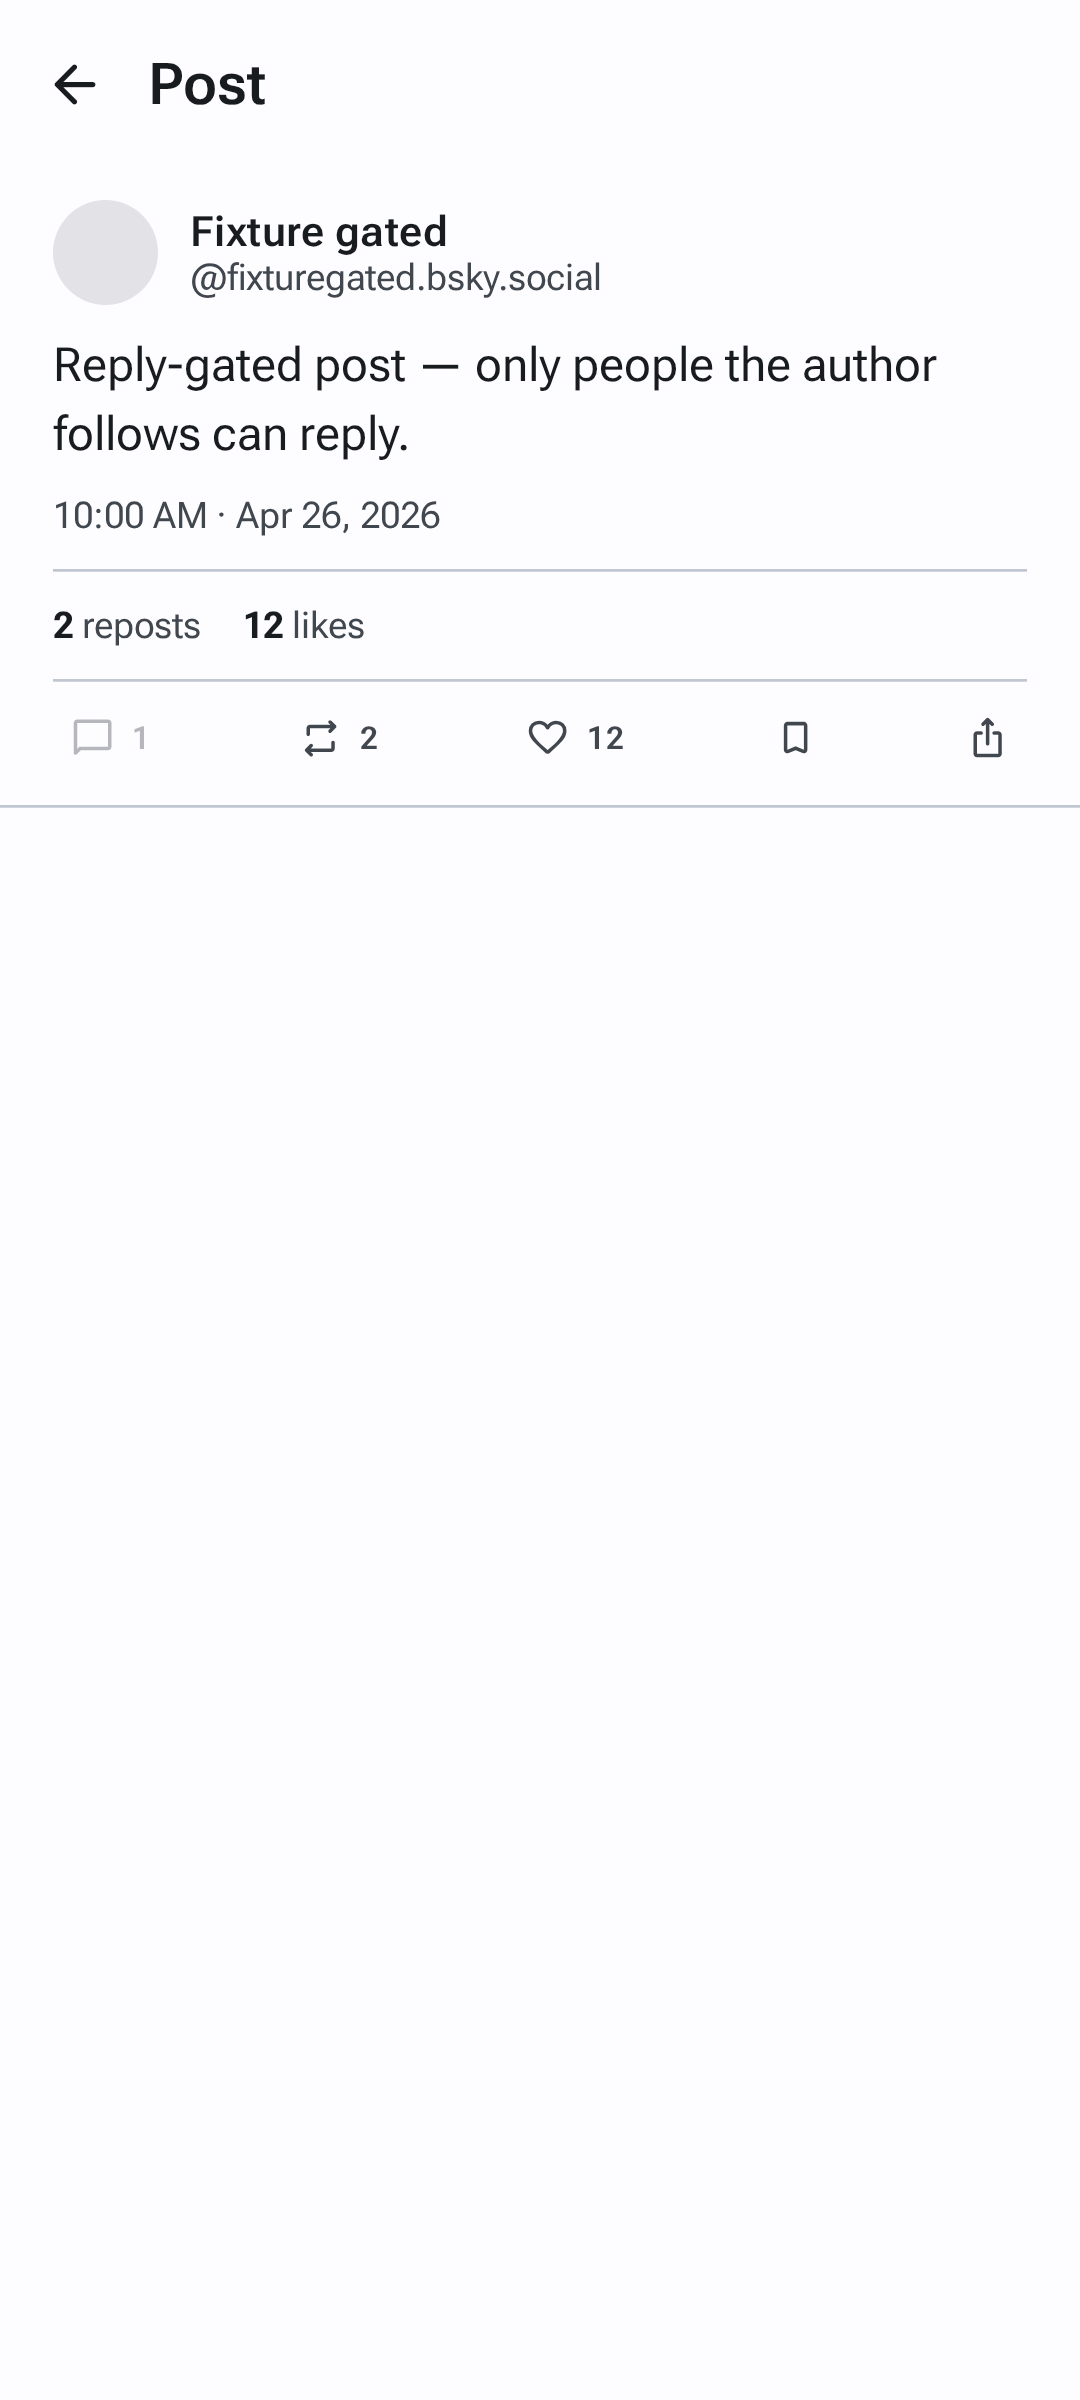 Post
Fixture gated
@fixturegated.bsky.social
Reply-gated post — only people the author
follows can reply.
10:00 AM · Apr 26, 2026
2 reposts 12 likes
1 2 12